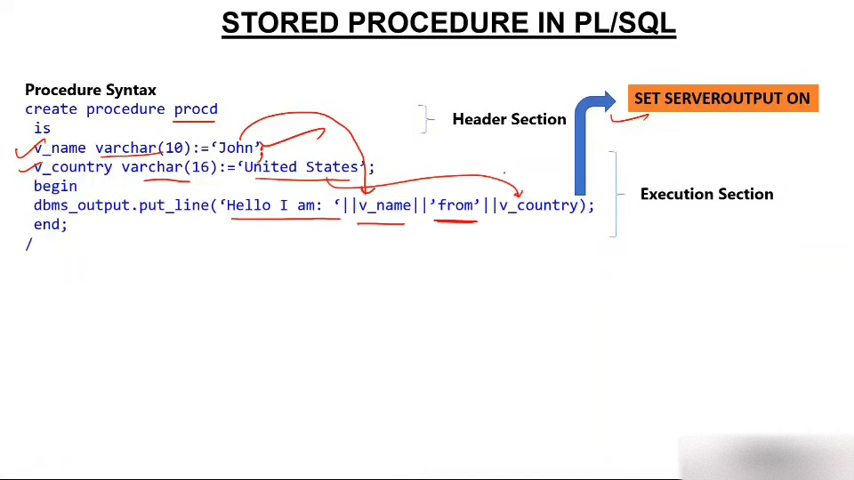 STORED PROCEDURE IN PL/SQL
Procedure Syntax
create procedure procd
is
v_name varchar(10):=‘John’;
v_country varchar(16):=‘United States’;
begin
dbms_output.put_line(‘Hello I am: ‘||v_name||’from’||v_country);
end;
/
Header Section
SET SERVEROUTPUT ON
Execution Section